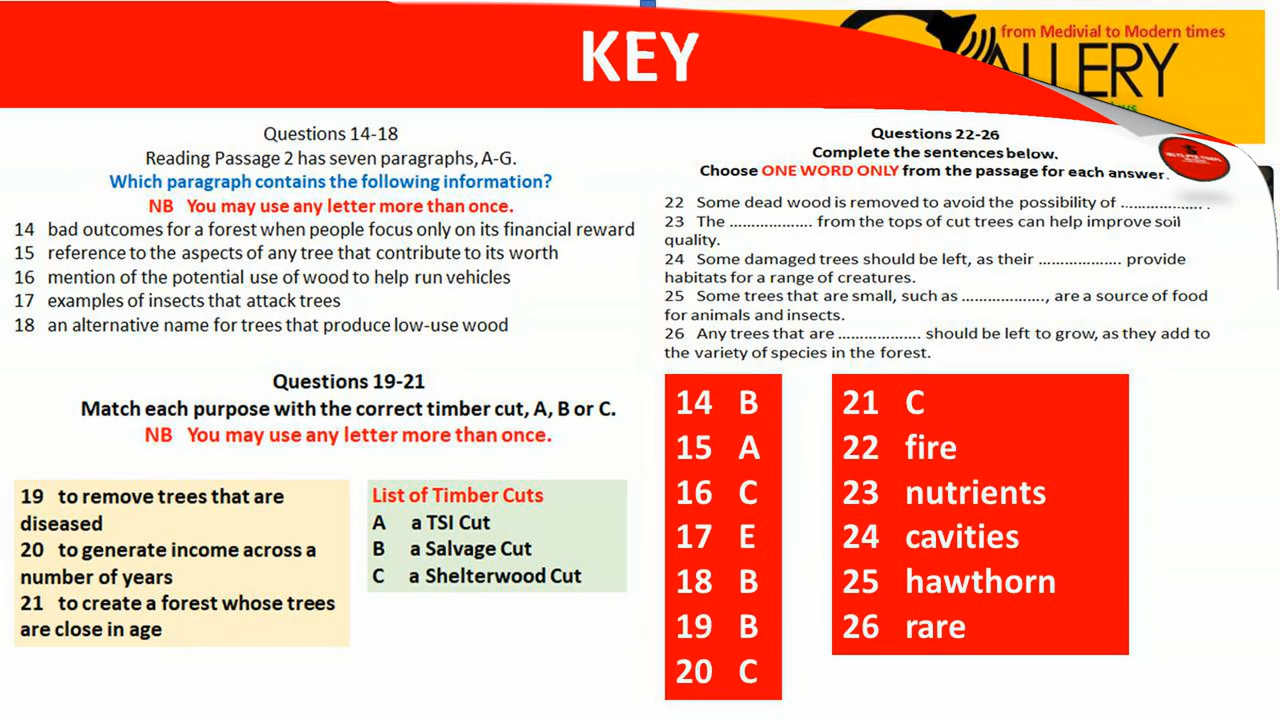 KEY
from Medivial to Modern times
ALLERY
Questions 14-18
Reading Passage 2 has seven paragraphs, A-G.
Which paragraph contains the following information?
NB You may use any letter more than once.
14 bad outcomes for a forest when people focus only on its financial reward
15 reference to the aspects of any tree that contribute to its worth
16 mention of the potential use of wood to help run vehicles
17 examples of insects that attack trees
18 an alternative name for trees that produce low-use wood
Questions 19-21
Match each purpose with the correct timber cut, A, B or C.
NB You may use any letter more than once.
19 to remove trees that are
diseased
20 to generate income across a
number of years
21 to create a forest whose trees
are close in age
List of Timber Cuts
A a TSI Cut
B a Salvage Cut
C a Shelterwood Cut
Questions 22-26
Complete the sentences below.
Choose ONE WORD ONLY from the passage for each answer.
22 Some dead wood is removed to avoid the possibility of ...................
23 The ................... from the tops of cut trees can help improve soil
quality.
24 Some damaged trees should be left, as their ................... provide
habitats for a range of creatures.
25 Some trees that are small, such as ..................., are a source of food
for animals and insects.
26 Any trees that are ................... should be left to grow, as they add to
the variety of species in the forest.
14 B
15 A
16 C
17 E
18 B
19 B
20 C
21 C
22 fire
23 nutrients
24 cavities
25 hawthorn
26 rare